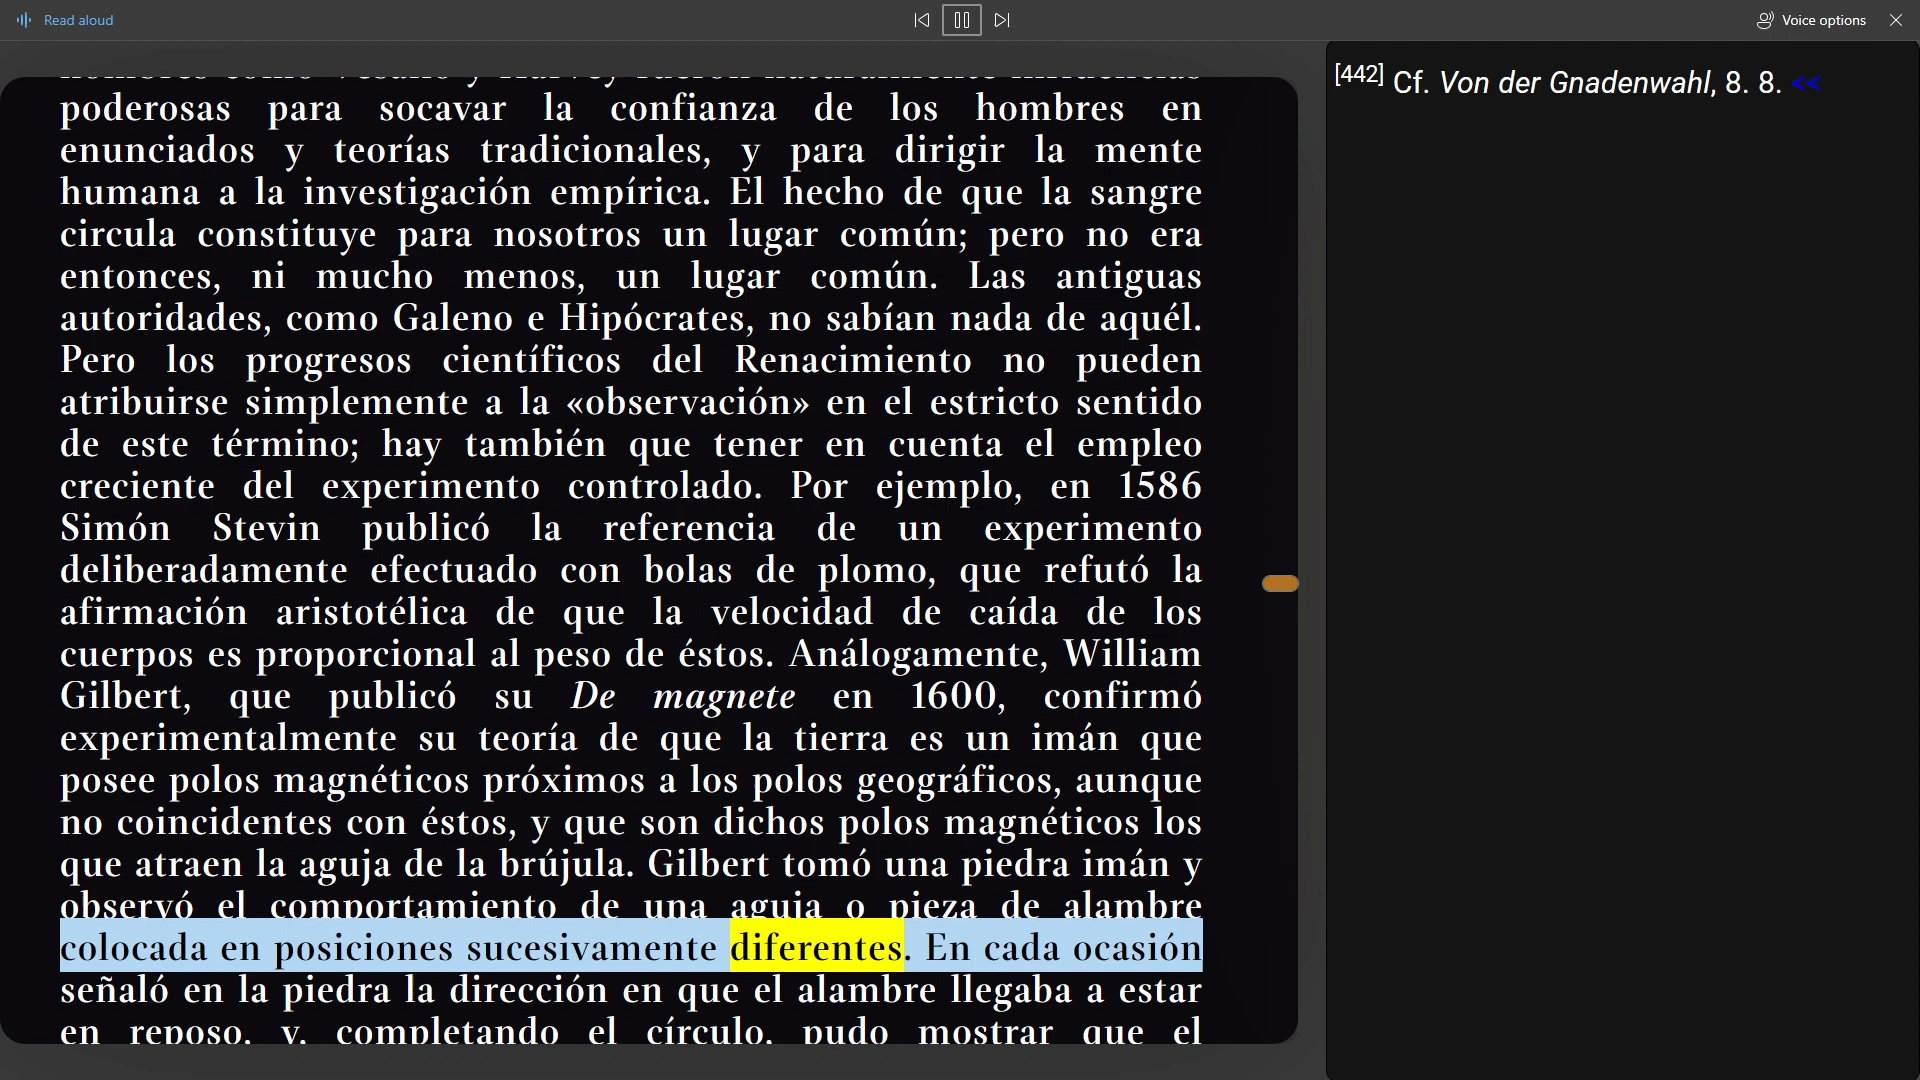 Read aloud
Voice options
poderosas para socavar la confianza de los hombres en
enunciados y teorías tradicionales, y para dirigir la mente
humana a la investigación empírica. El hecho de que la sangre
circula constituye para nosotros un lugar común; pero no era
entonces, ni mucho menos, un lugar común. Las antiguas
autoridades, como Galeno e Hipócrates, no sabían nada de aquél.
Pero los progresos científicos del Renacimiento no pueden
atribuirse simplemente a la «observación» en el estricto sentido
de este término; hay también que tener en cuenta el empleo
creciente del experimento controlado. Por ejemplo, en 1586
Simón Stevin publicó la referencia de un experimento
deliberadamente efectuado con bolas de plomo, que refutó la
afirmación aristotélica de que la velocidad de caída de los
cuerpos es proporcional al peso de éstos. Análogamente, William
Gilbert, que publicó su De magnete en 1600, confirmó
experimentalmente su teoría de que la tierra es un imán que
posee polos magnéticos próximos a los polos geográficos, aunque
no coincidentes con éstos, y que son dichos polos magnéticos los
que atraen la aguja de la brújula. Gilbert tomó una piedra imán y
observó el comportamiento de una aguja o pieza de alambre
colocada en posiciones sucesivamente diferentes. En cada ocasión
señaló en la piedra la dirección en que el alambre llegaba a estar
en reposo, y, completando el círculo, pudo mostrar que el
[442] Cf. Von der Gnadenwahl, 8. 8. <<